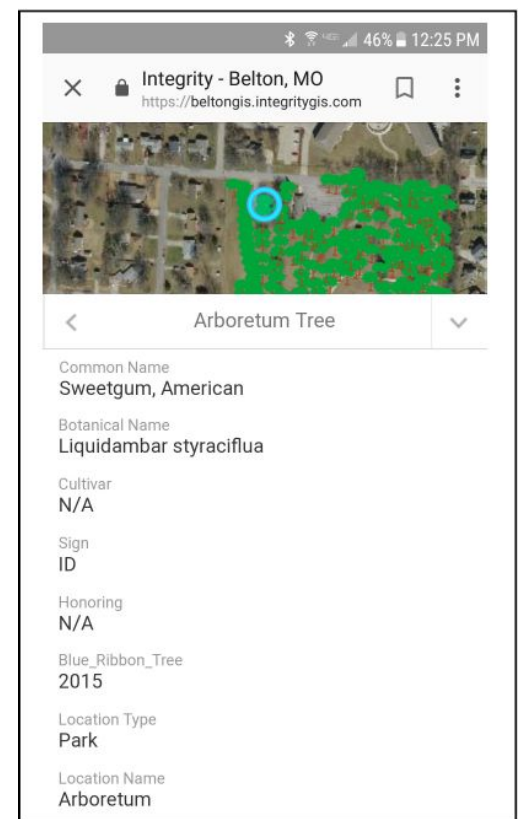 46% 12:25 PM
Integrity - Belton, MO
https://beltongis.integritygis.com
Arboretum Tree
Common Name
Sweetgum, American
Botanical Name
Liquidambar styraciflua
Cultivar
N/A
Sign
ID
Honoring
N/A
Blue_Ribbon_Tree
2015
Location Type
Park
Location Name
Arboretum